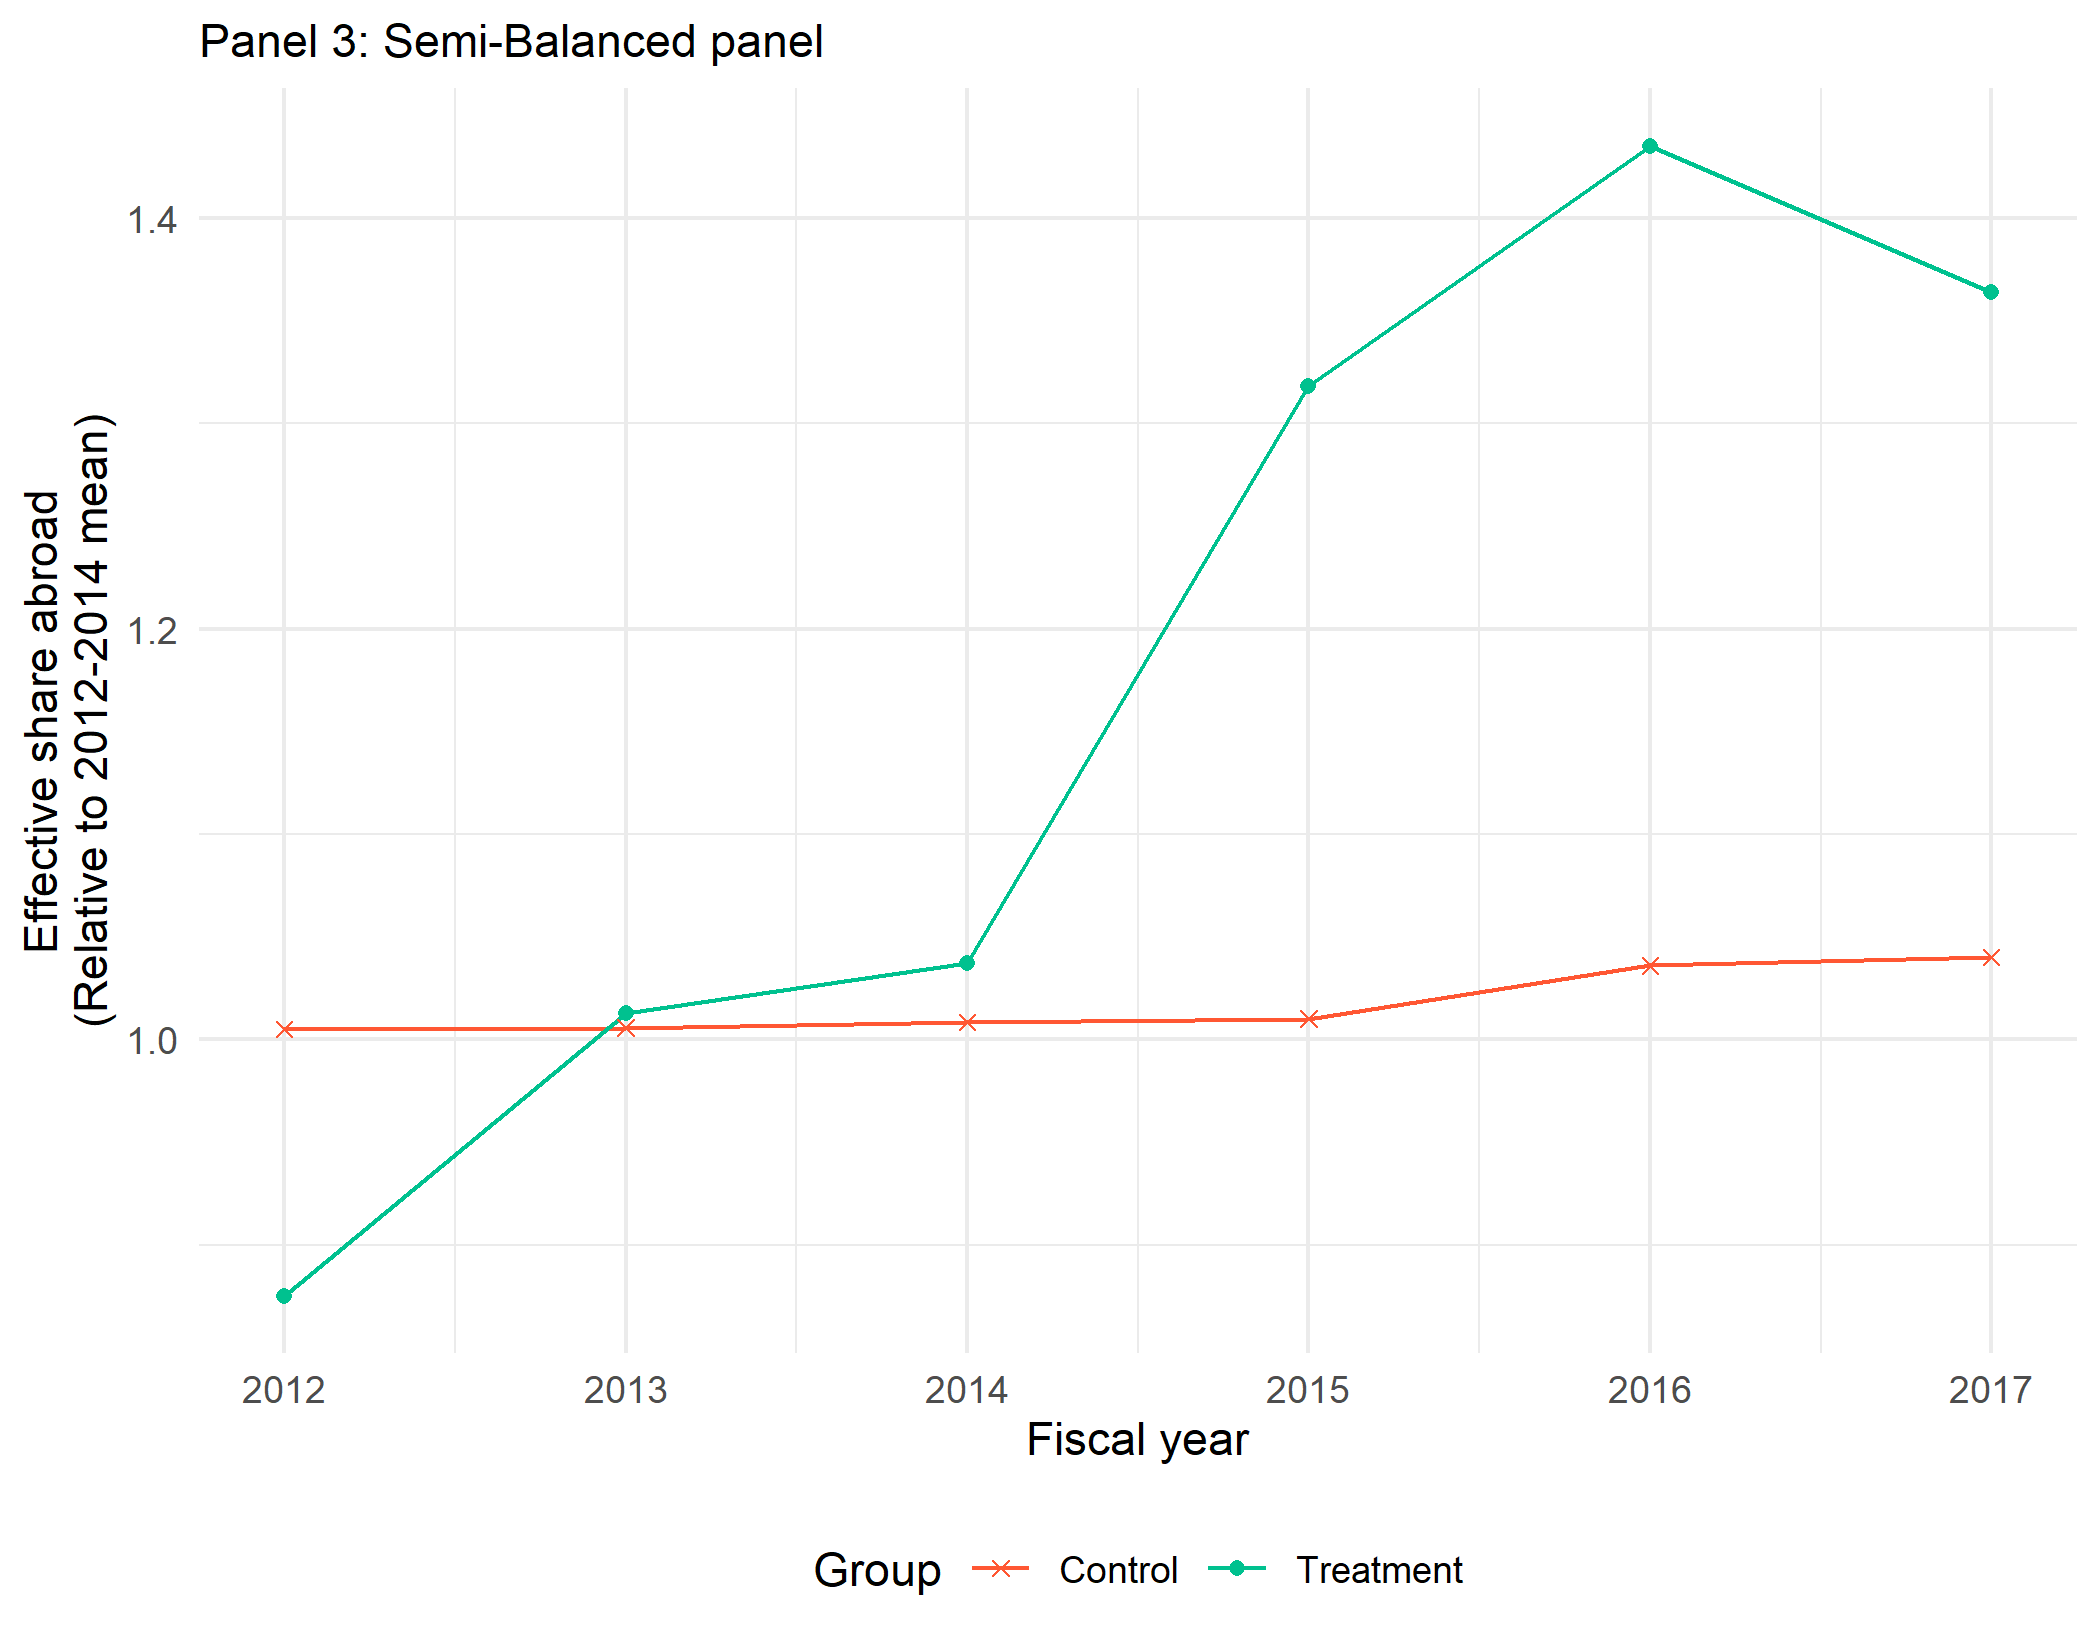 Panel 3: Semi-Balanced panel
Effective share abroad
(Relative to 2012-2014 mean)
1.4
1.2
1.0
2012 2013 2014 2015 2016 2017
Fiscal year
Group Control Treatment